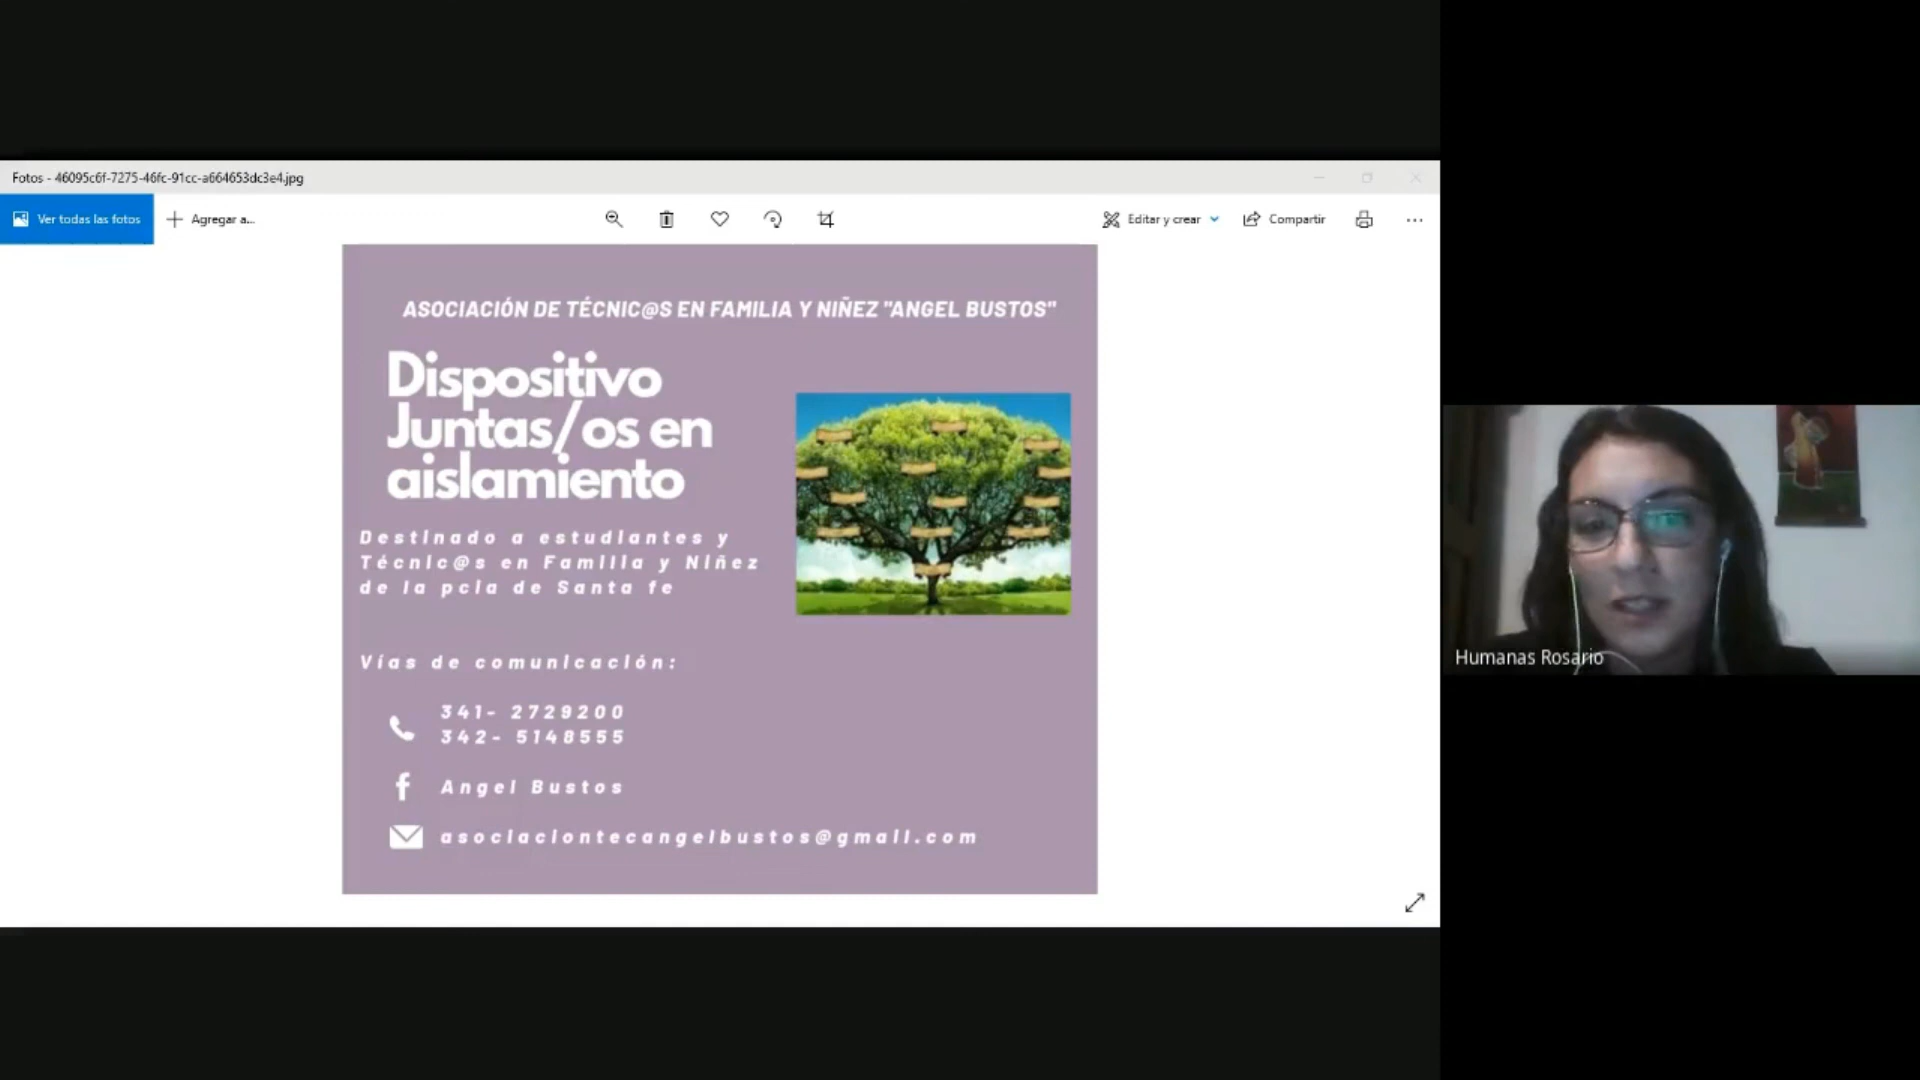 Fotos - 46095c6f-7275-46fc-91cc-a664653dc3e4.jpg
Ver todas las fotos
Agregar a...
Editar y crear
Compartir
ASOCIACIÓN DE TÉCNIC@S EN FAMILIA Y NIÑEZ "ANGEL BUSTOS"
Dispositivo
Juntas/os en
aislamiento
Destinado a estudiantes y
Técnic@s en Familia y Niñez
de la pcia de Santa fe
Vías de comunicación:
341- 2729200
342- 5148555
Angel Bustos
asociaciontecangelbustos@gmail.com
Humanas Rosario